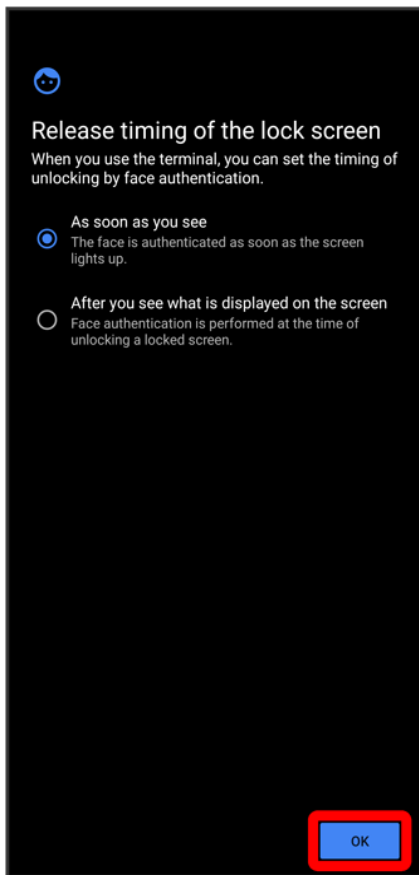 Release timing of the lock screen
When you use the terminal, you can set the timing of
unlocking by face authentication.
As soon as you see
The face is authenticated as soon as the screen
lights up.
After you see what is displayed on the screen
Face authentication is performed at the time of
unlocking a locked screen.
OK